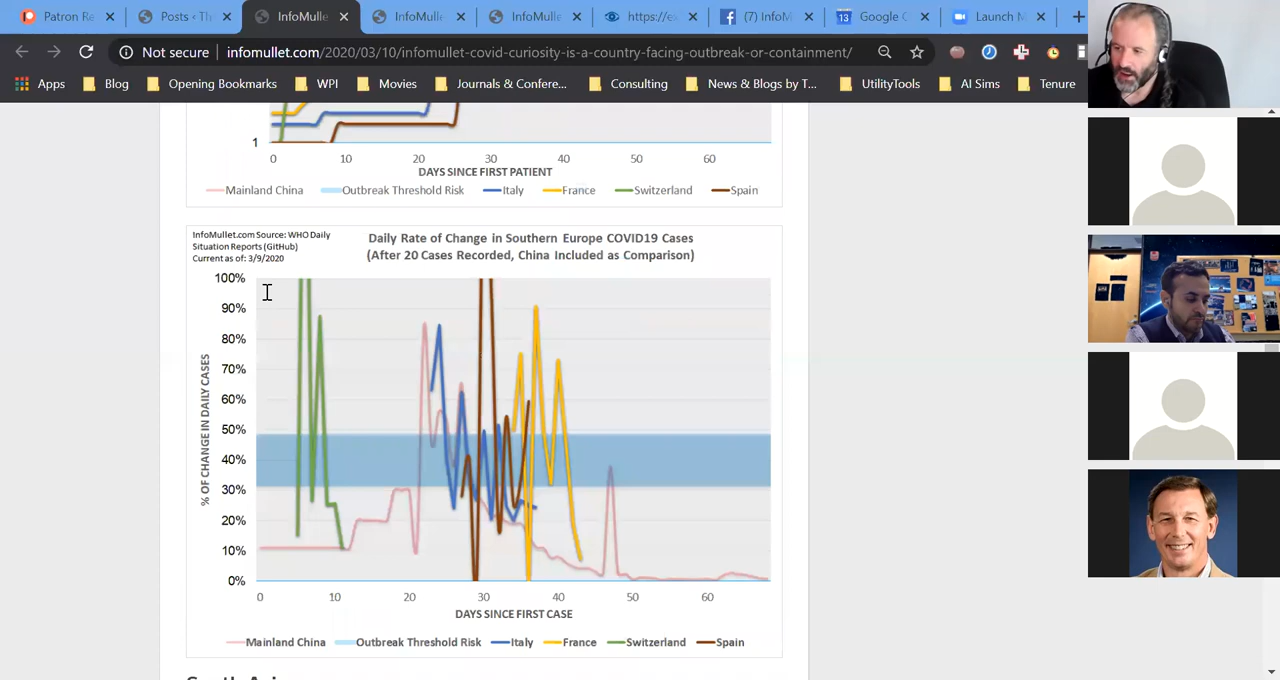 Patron Re
Posts ‹ Th
InfoMulle
InfoMulle
InfoMulle
https://ex
(7) InfoM
Google C
Launch M
Not secure
infomullet.com/2020/03/10/infomullet-covid-curiosity-is-a-country-facing-outbreak-or-containment/
Apps
Blog
Opening Bookmarks
WPI
Movies
Journals & Confere...
Consulting
News & Blogs by T...
UtilityTools
AI Sims
Tenure
1
0 10 20 30 40 50 60
DAYS SINCE FIRST PATIENT
Mainland China Outbreak Threshold Risk Italy France Switzerland Spain
InfoMullet.com Source: WHO Daily
Situation Reports (GitHub)
Current as of: 3/9/2020
Daily Rate of Change in Southern Europe COVID19 Cases
(After 20 Cases Recorded, China Included as Comparison)
100%
90%
80%
70%
60%
50%
40%
30%
20%
10%
0%
% OF CHANGE IN DAILY CASES
0 10 20 30 40 50 60
DAYS SINCE FIRST CASE
Mainland China Outbreak Threshold Risk Italy France Switzerland Spain